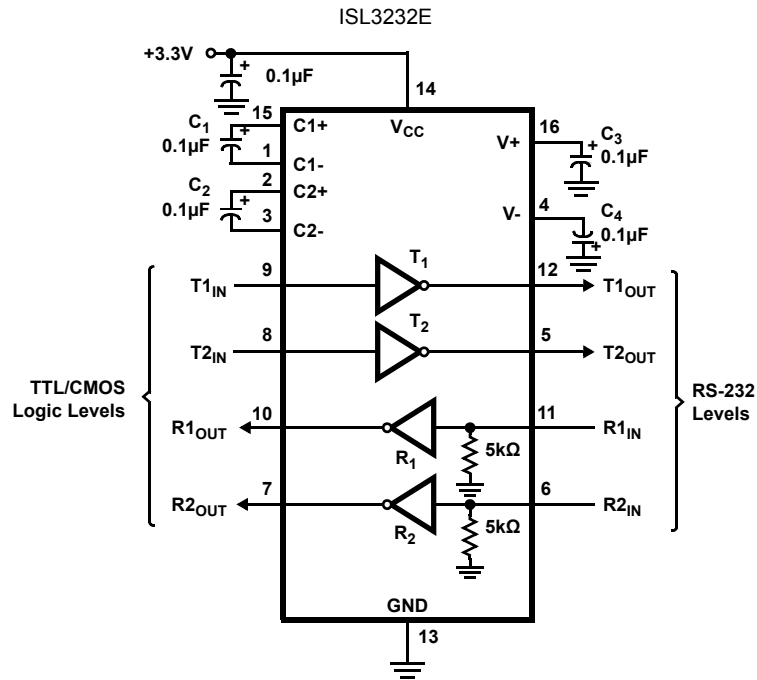 ISL3232E
+3.3V
+
0.1µF
14
15
C1
0.1µF
+
C1+
VCC
1
C1-
2
C2
0.1µF
+
C2+
3
C2-
16
V+
+
C3
0.1µF
4
V-
C4
0.1µF
+
T1IN
9
T1
12
T1OUT
T2IN
8
T2
5
T2OUT
TTL/CMOS
Logic Levels
RS-232
Levels
R1OUT
10
R1
5kΩ
11
R1IN
R2OUT
7
R2
5kΩ
6
R2IN
GND
13